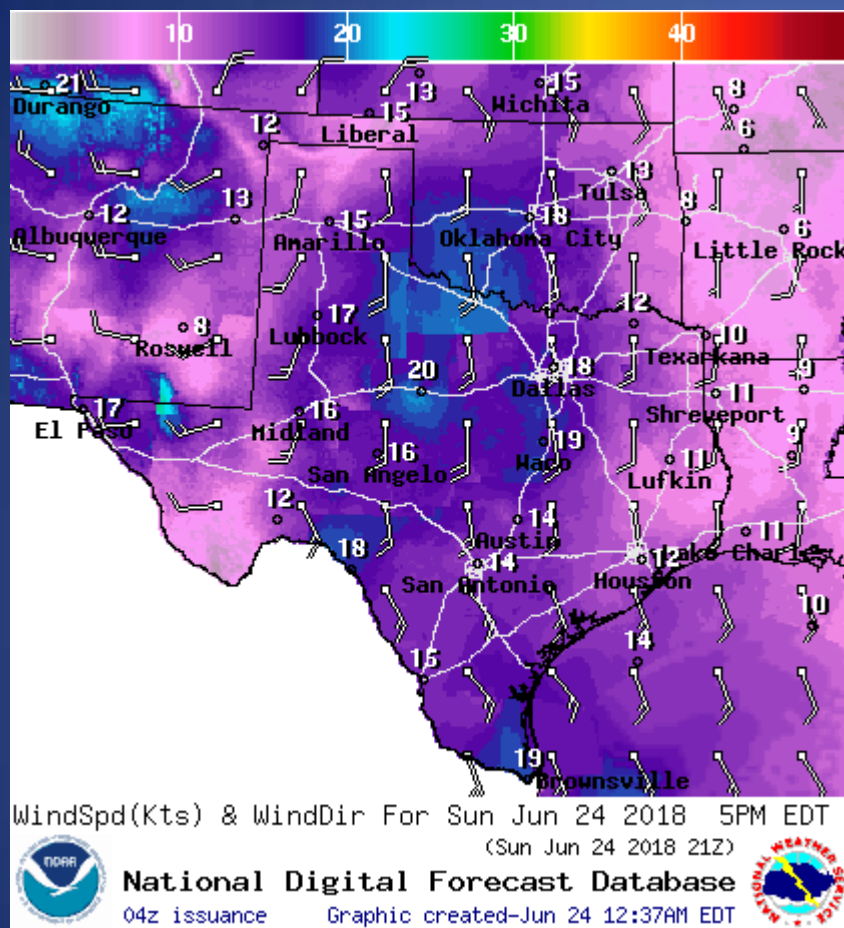 10 20 30 40
21
Durango
13
15
Wichita
8
15
Liberal
12
6
13
Tulsa
12
Albuquerque
13
15
Amarillo
18
Oklahoma City
8
6
Little Rock
8
Roswell
17
Lubbock
12
10
Texarkana
20
18
Dallas
9
11
Shreveport
17
El Paso
16
Midland
16
San Angelo
19
Waco
11
Lufkin
9
12
14
Austin
11
Lake Charles
18
14
San Antonio
12
Houston
10
14
15
19
Brownsville
WindSpd(Kts) & WindDir For Sun Jun 24 2018 5PM EDT
(Sun Jun 24 2018 21Z)
National Digital Forecast Database
04z issuance Graphic created-Jun 24 12:37AM EDT
NOAA
NATIONAL WEATHER SERVICE